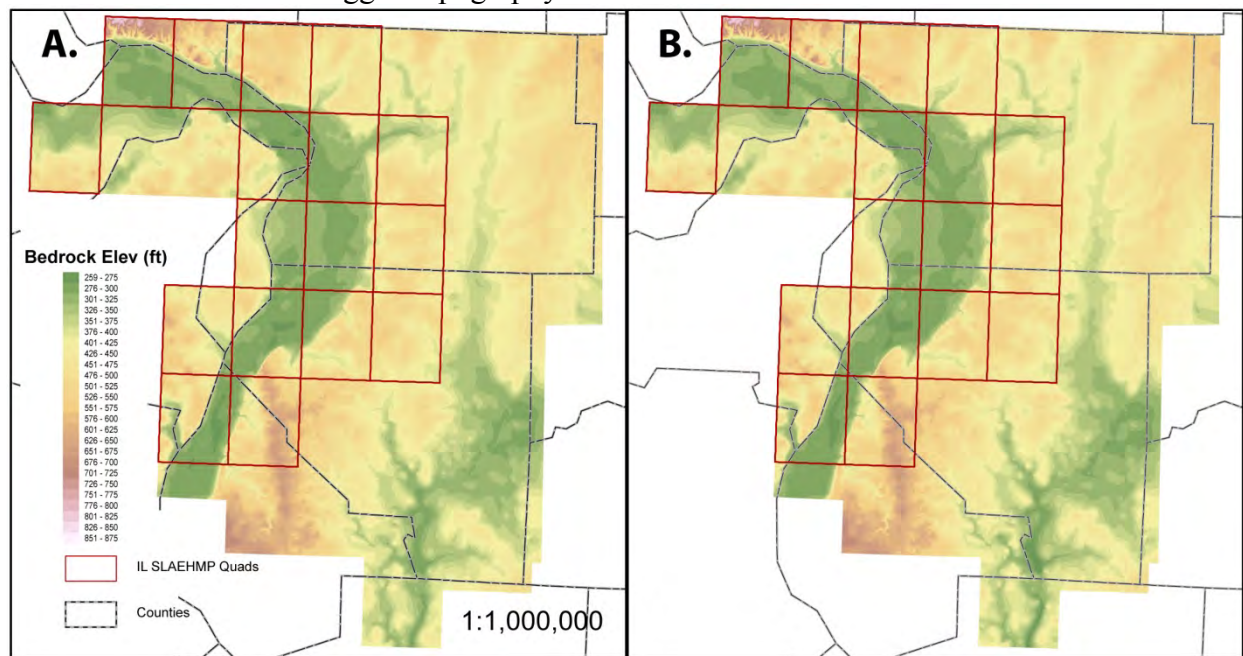 A.
B.
Bedrock Elev (ft)
259 - 275
276 - 300
301 - 325
326 - 350
351 - 375
376 - 400
401 - 425
426 - 450
451 - 475
476 - 500
501 - 525
526 - 550
551 - 575
576 - 600
601 - 625
626 - 650
651 - 675
676 - 700
701 - 725
726 - 750
751 - 775
776 - 800
801 - 825
826 - 850
851 - 875
IL SLAEHMP Quads
Counties
1:1,000,000